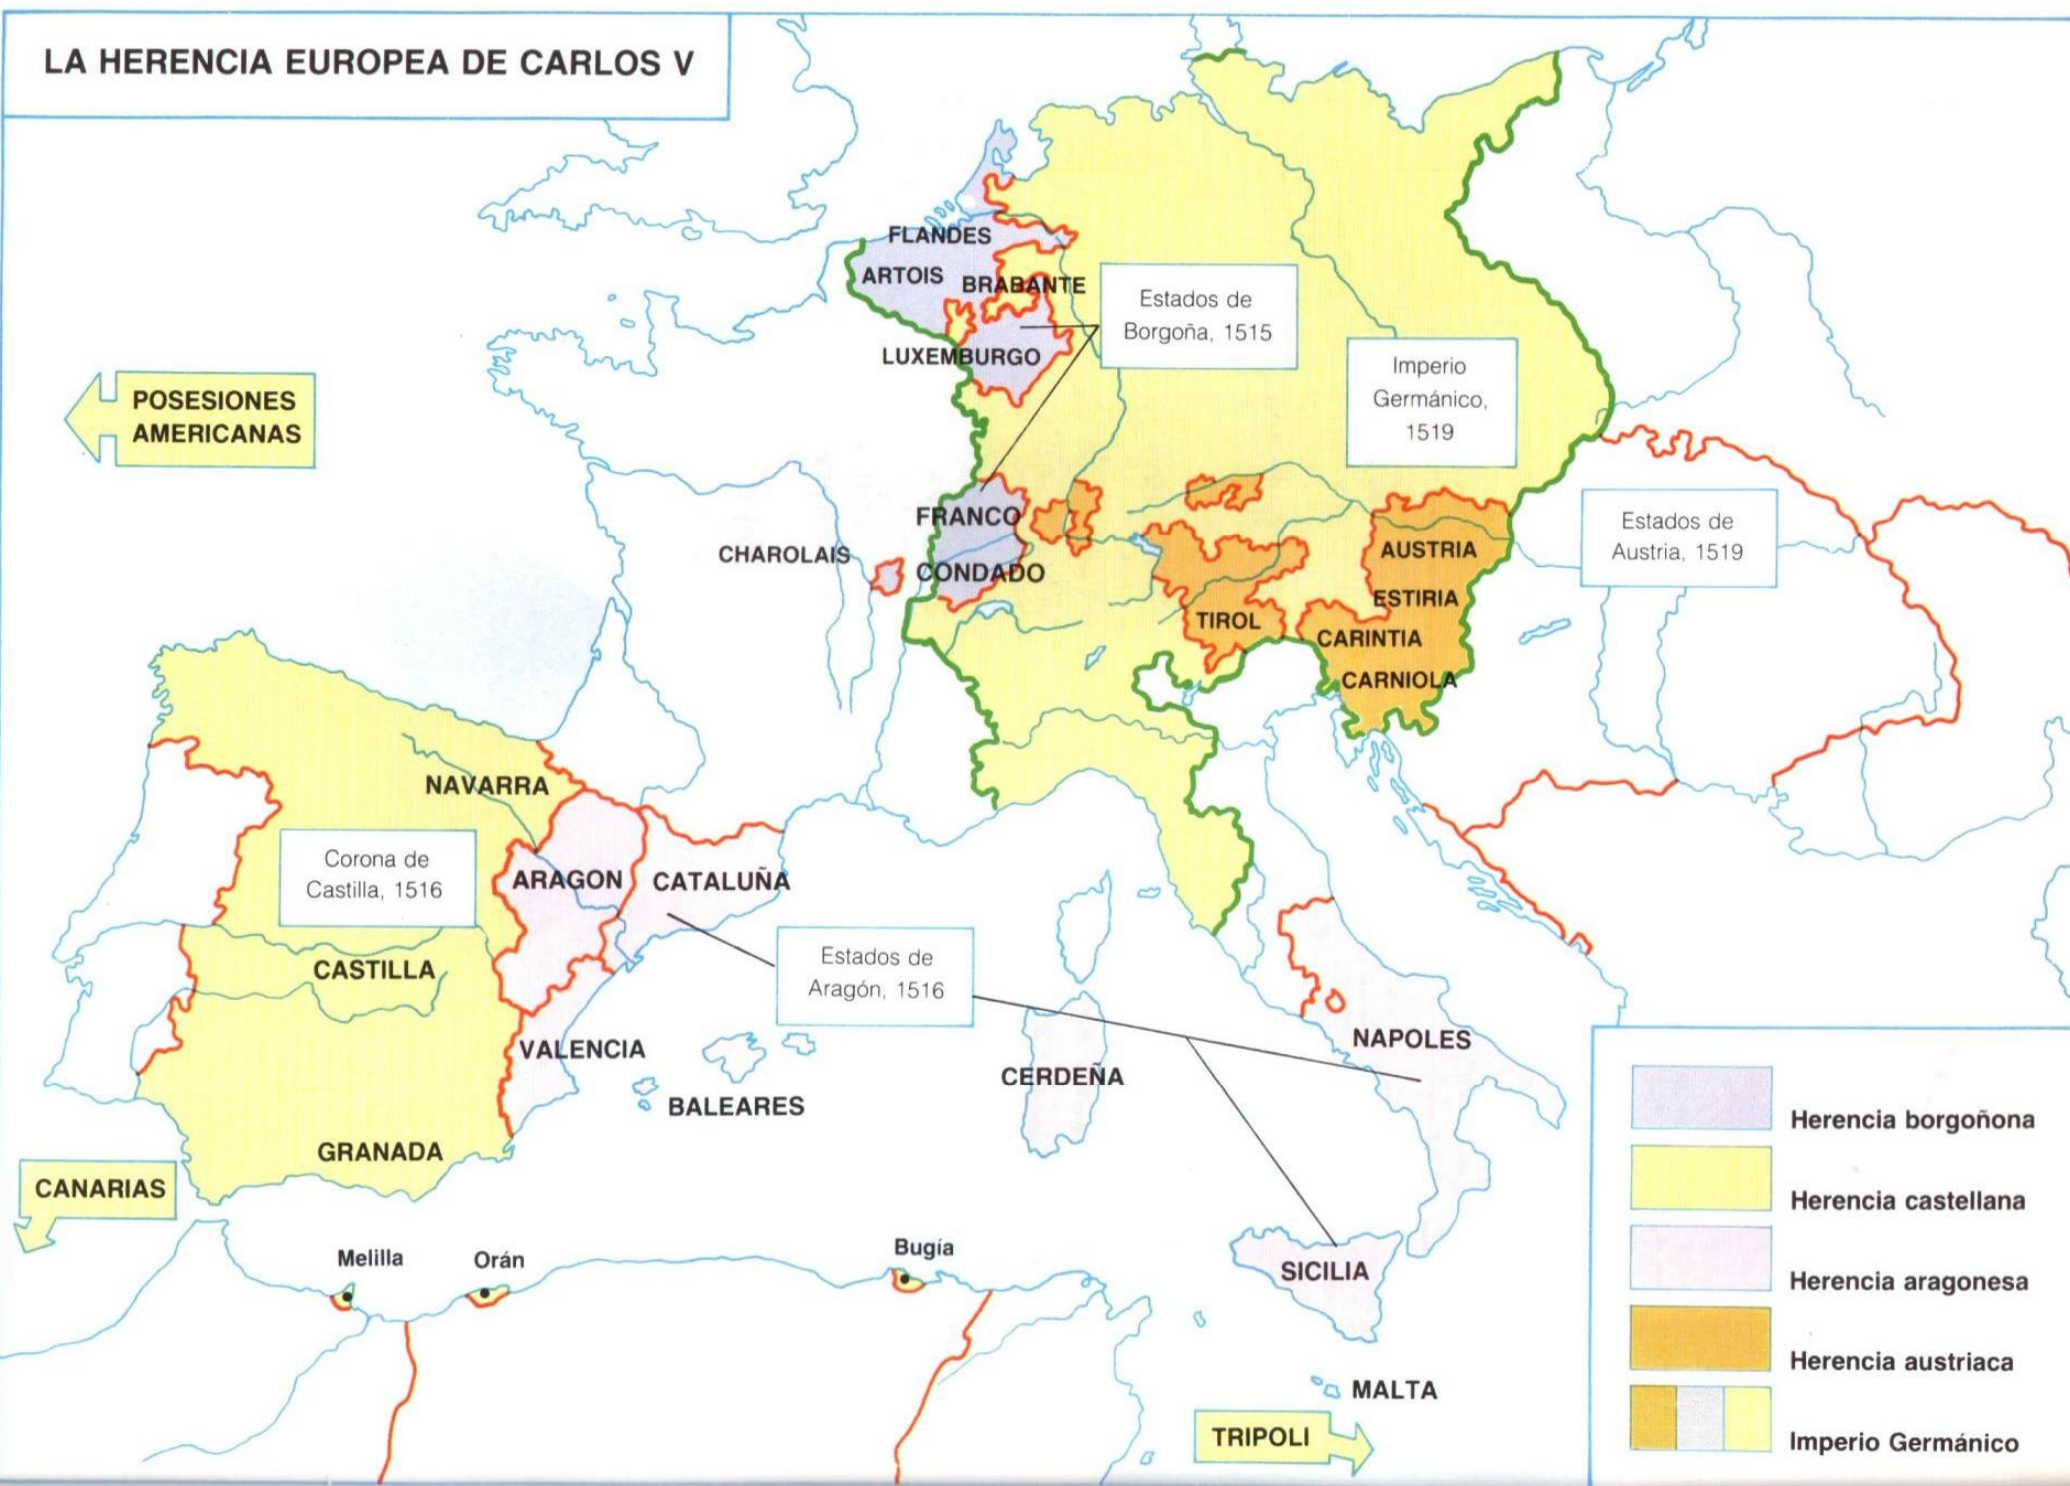 LA HERENCIA EUROPEA DE CARLOS V
FLANDES
ARTOIS
BRABANTE
LUXEMBURGO
Estados de
Borgoña, 1515
Imperio
Germánico,
1519
POSESIONES
AMERICANAS
FRANCO
CONDADO
CHAROLAIS
Estados de
Austria, 1519
AUSTRIA
ESTIRIA
TIROL
CARINTIA
CARNIOLA
NAVARRA
Corona de
Castilla, 1516
ARAGON
CATALUÑA
CASTILLA
Estados de
Aragón, 1516
VALENCIA
BALEARES
CERDEÑA
NAPOLES
GRANADA
CANARIAS
Melilla
Orán
Bugía
SICILIA
MALTA
TRIPOLI
Herencia borgoñona
Herencia castellana
Herencia aragonesa
Herencia austriaca
Imperio Germánico